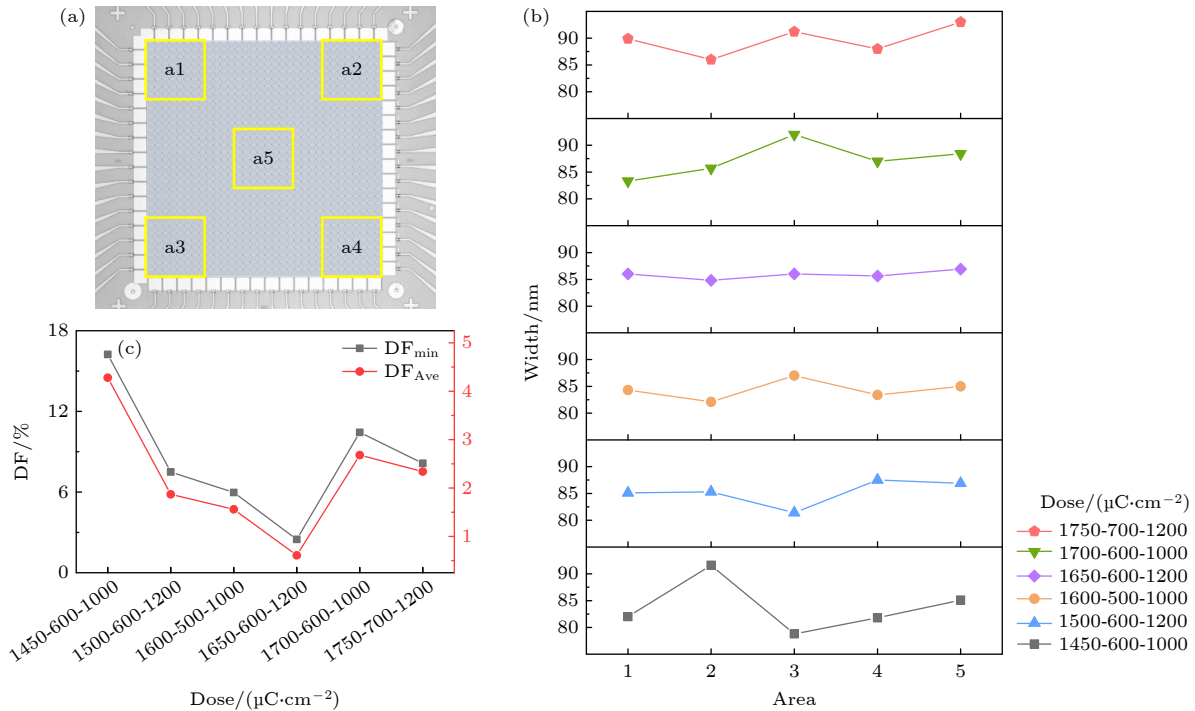 (a)
a1
a2
a5
a3
a4
(b)
Width/nm
90
85
80
90
85
80
90
85
80
90
85
80
90
85
80
90
85
80
1
2
3
4
5
Area
Dose/(µC·cm−2)
1750-700-1200
1700-600-1000
1650-600-1200
1600-500-1000
1500-600-1200
1450-600-1000
(c)
DFmin
DFAve
DF/%
18
12
6
0
5
4
3
2
1
1450-600-1000
1500-600-1200
1600-500-1000
1650-600-1200
1700-600-1000
1750-700-1200
Dose/(µC·cm−2)